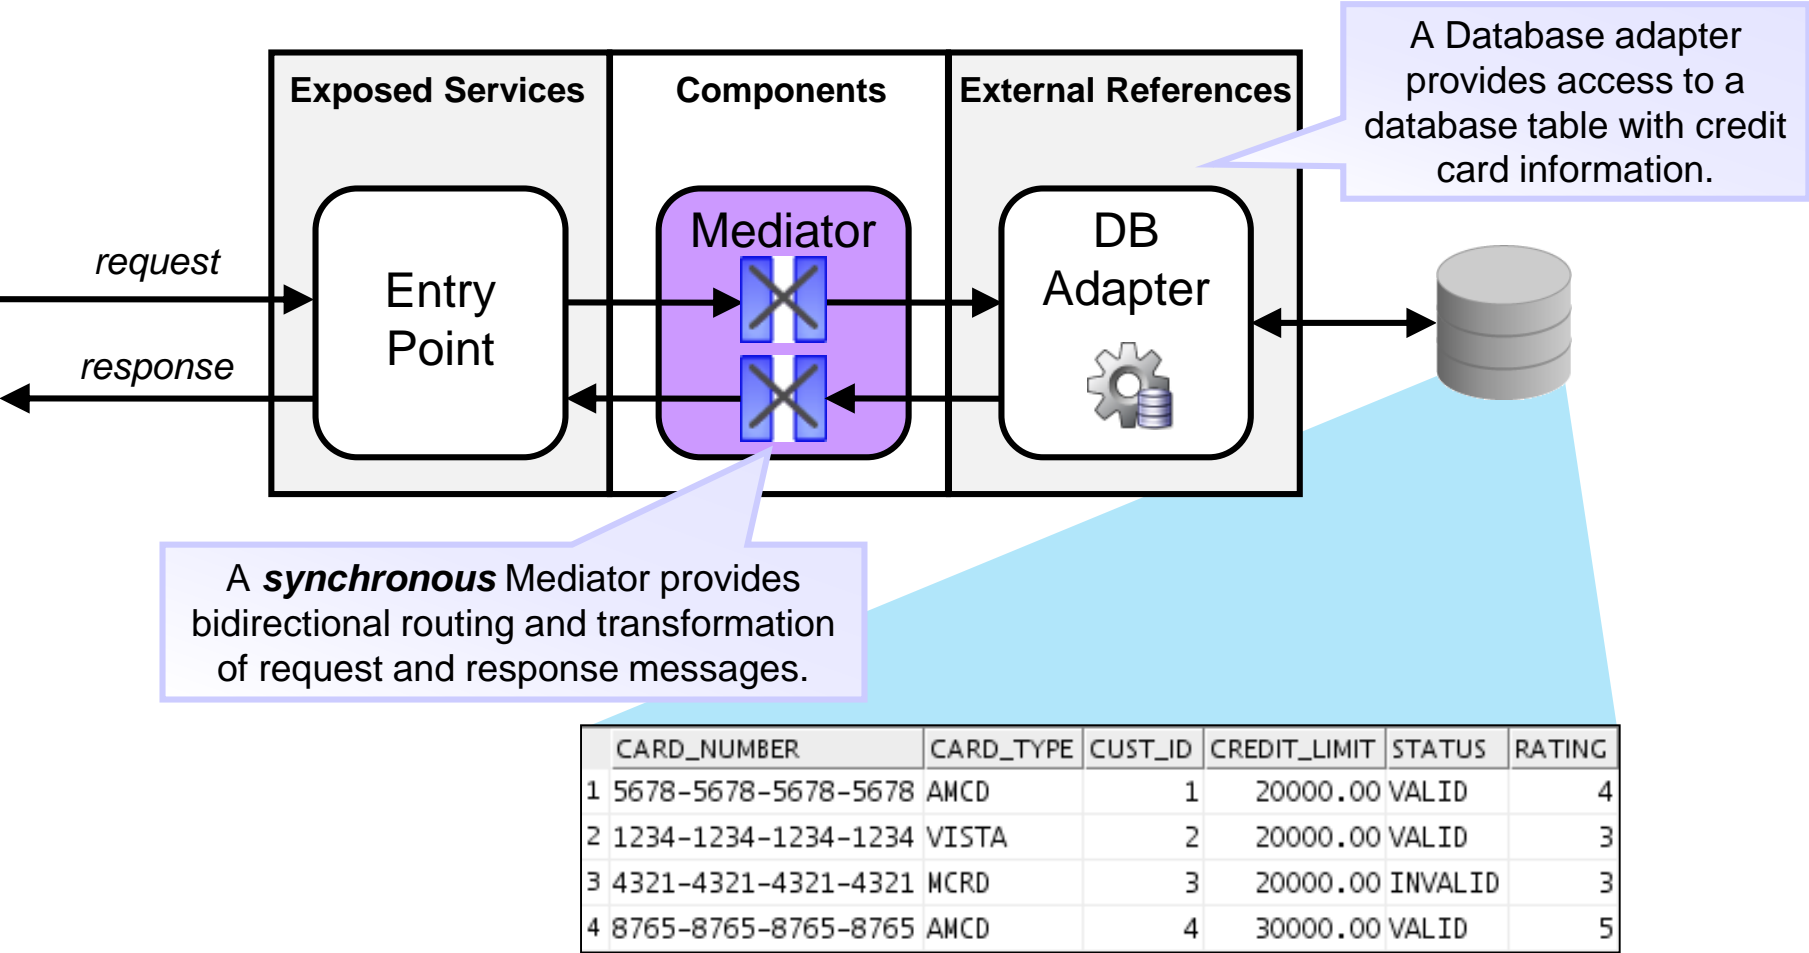 A Database adapter
provides access to a
database table with credit
card information.
Exposed Services
Components
External References
request
response
Entry
Point
Mediator
DB
Adapter
A synchronous Mediator provides
bidirectional routing and transformation
of request and response messages.
CARD_NUMBER CARD_TYPE CUST_ID CREDIT_LIMIT STATUS RATING
1 5678-5678-5678-5678 AMCD 1 20000.00 VALID 4
2 1234-1234-1234-1234 VISTA 2 20000.00 VALID 3
3 4321-4321-4321-4321 MCRD 3 20000.00 INVALID 3
4 8765-8765-8765-8765 AMCD 4 30000.00 VALID 5